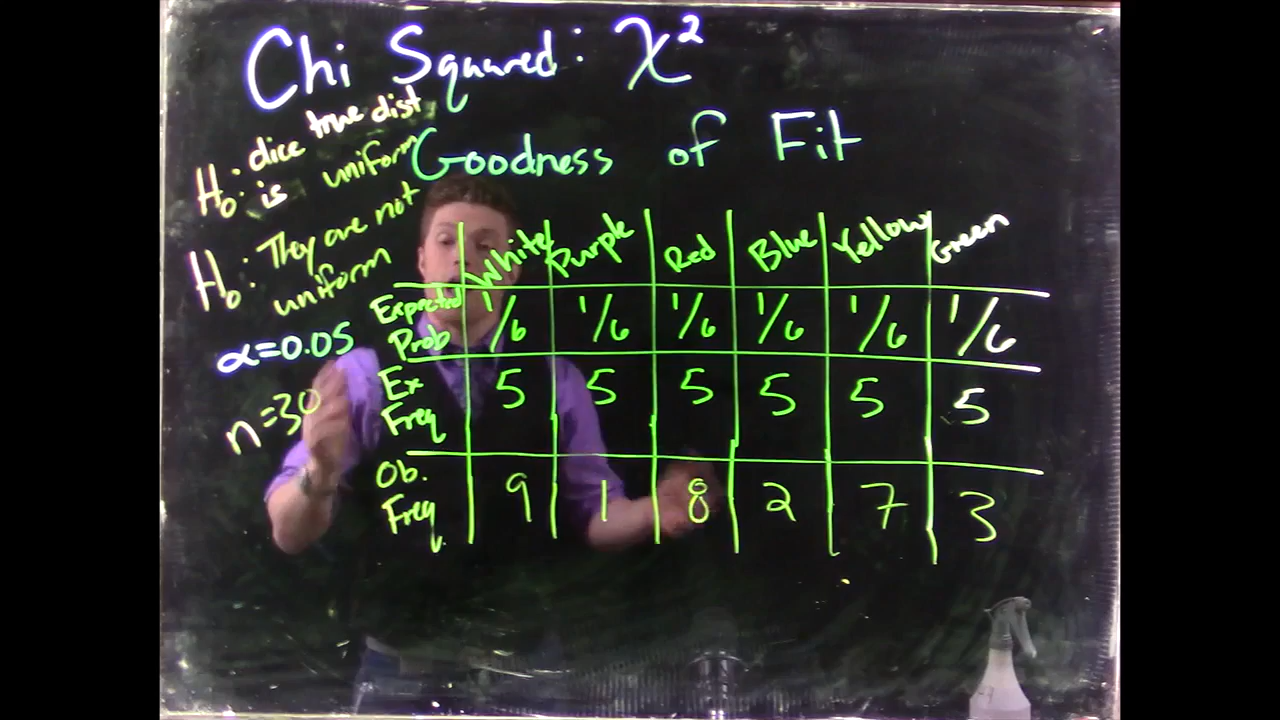 Chi Squared: χ²
Goodness of Fit
H₀: dice true dist
is uniform
H₀: They are not
uniform
α=0.05
n=30
White Purple Red Blue Yellow Green
Expected Prob 1/6 1/6 1/6 1/6 1/6 1/6
Ex Freq 5 5 5 5 5 5
Ob. Freq 9 1 8 2 7 3